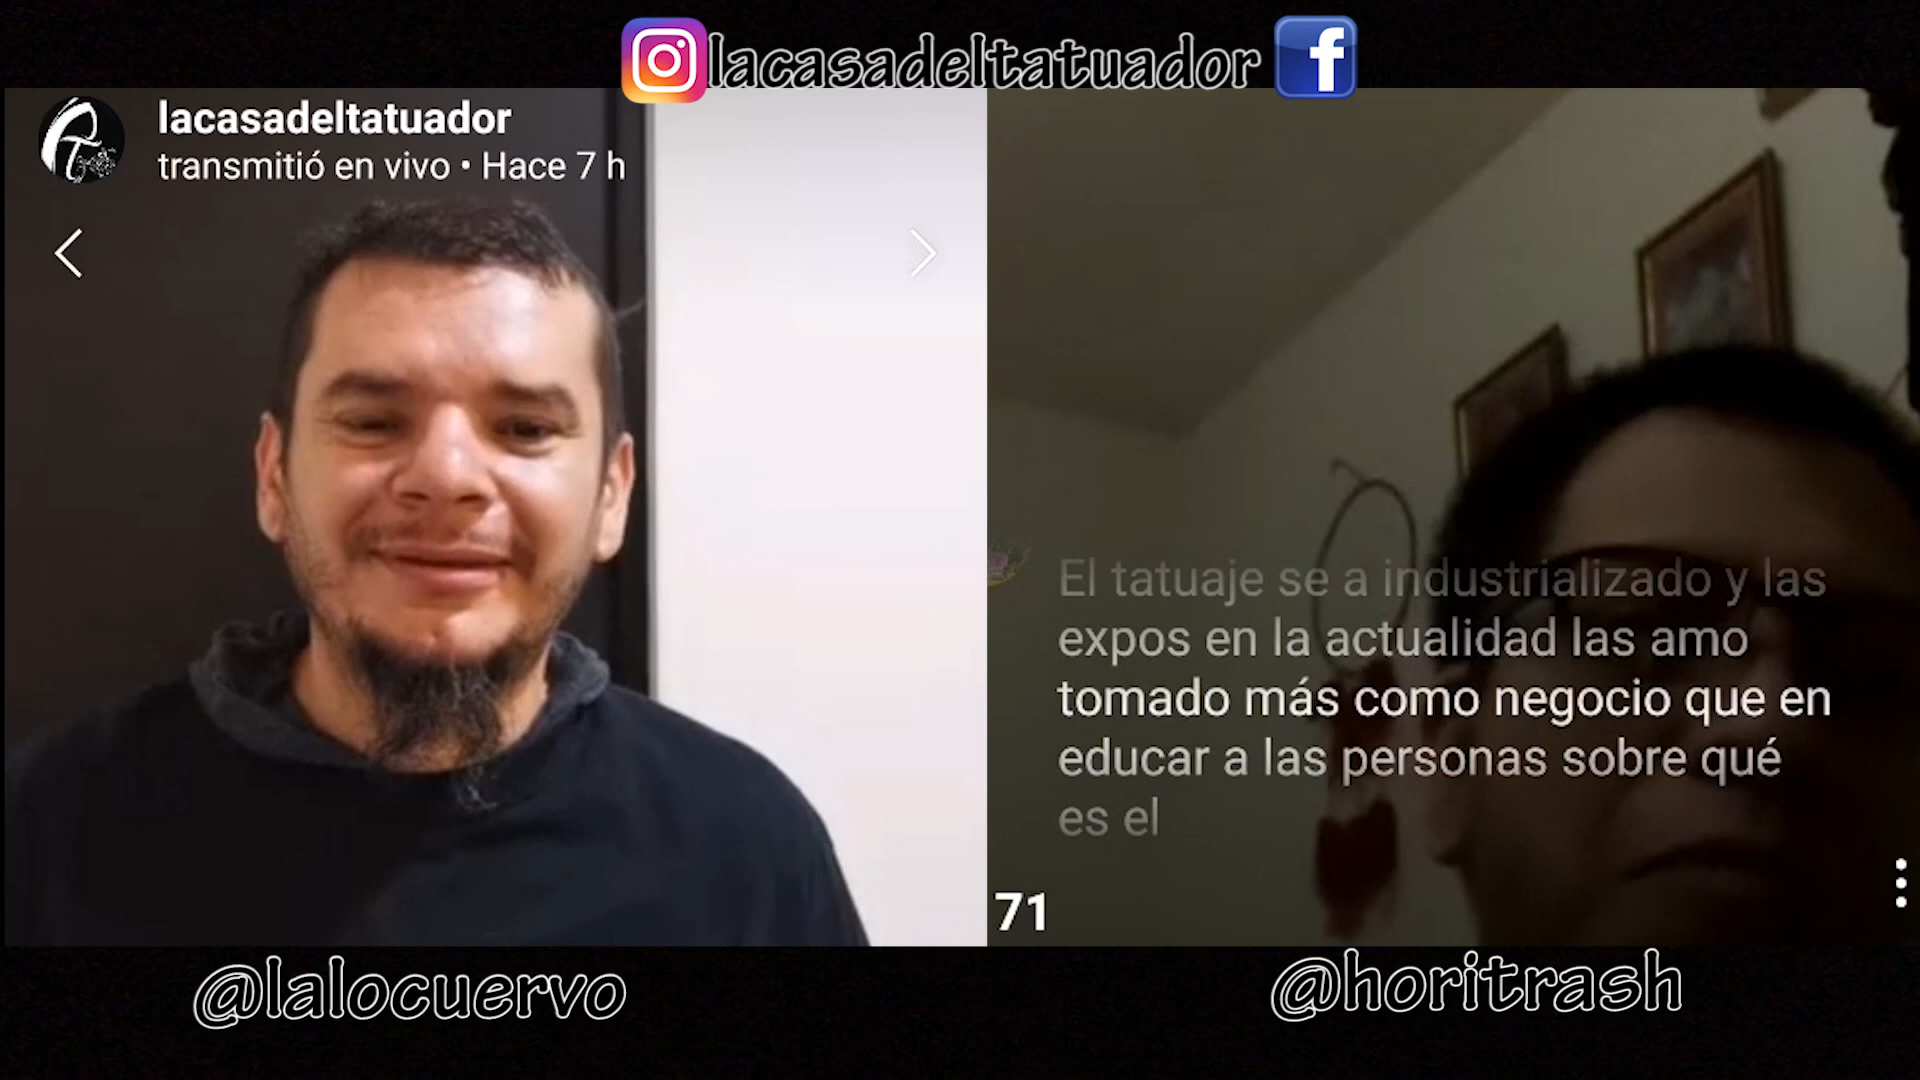 lacasadeltatuador
lacasadeltatuador
transmitió en vivo • Hace 7 h
El tatuaje se a industrializado y las
expos en la actualidad las amo
tomado más como negocio que en
educar a las personas sobre qué
es el
71
@lalocuervo
@horitrash